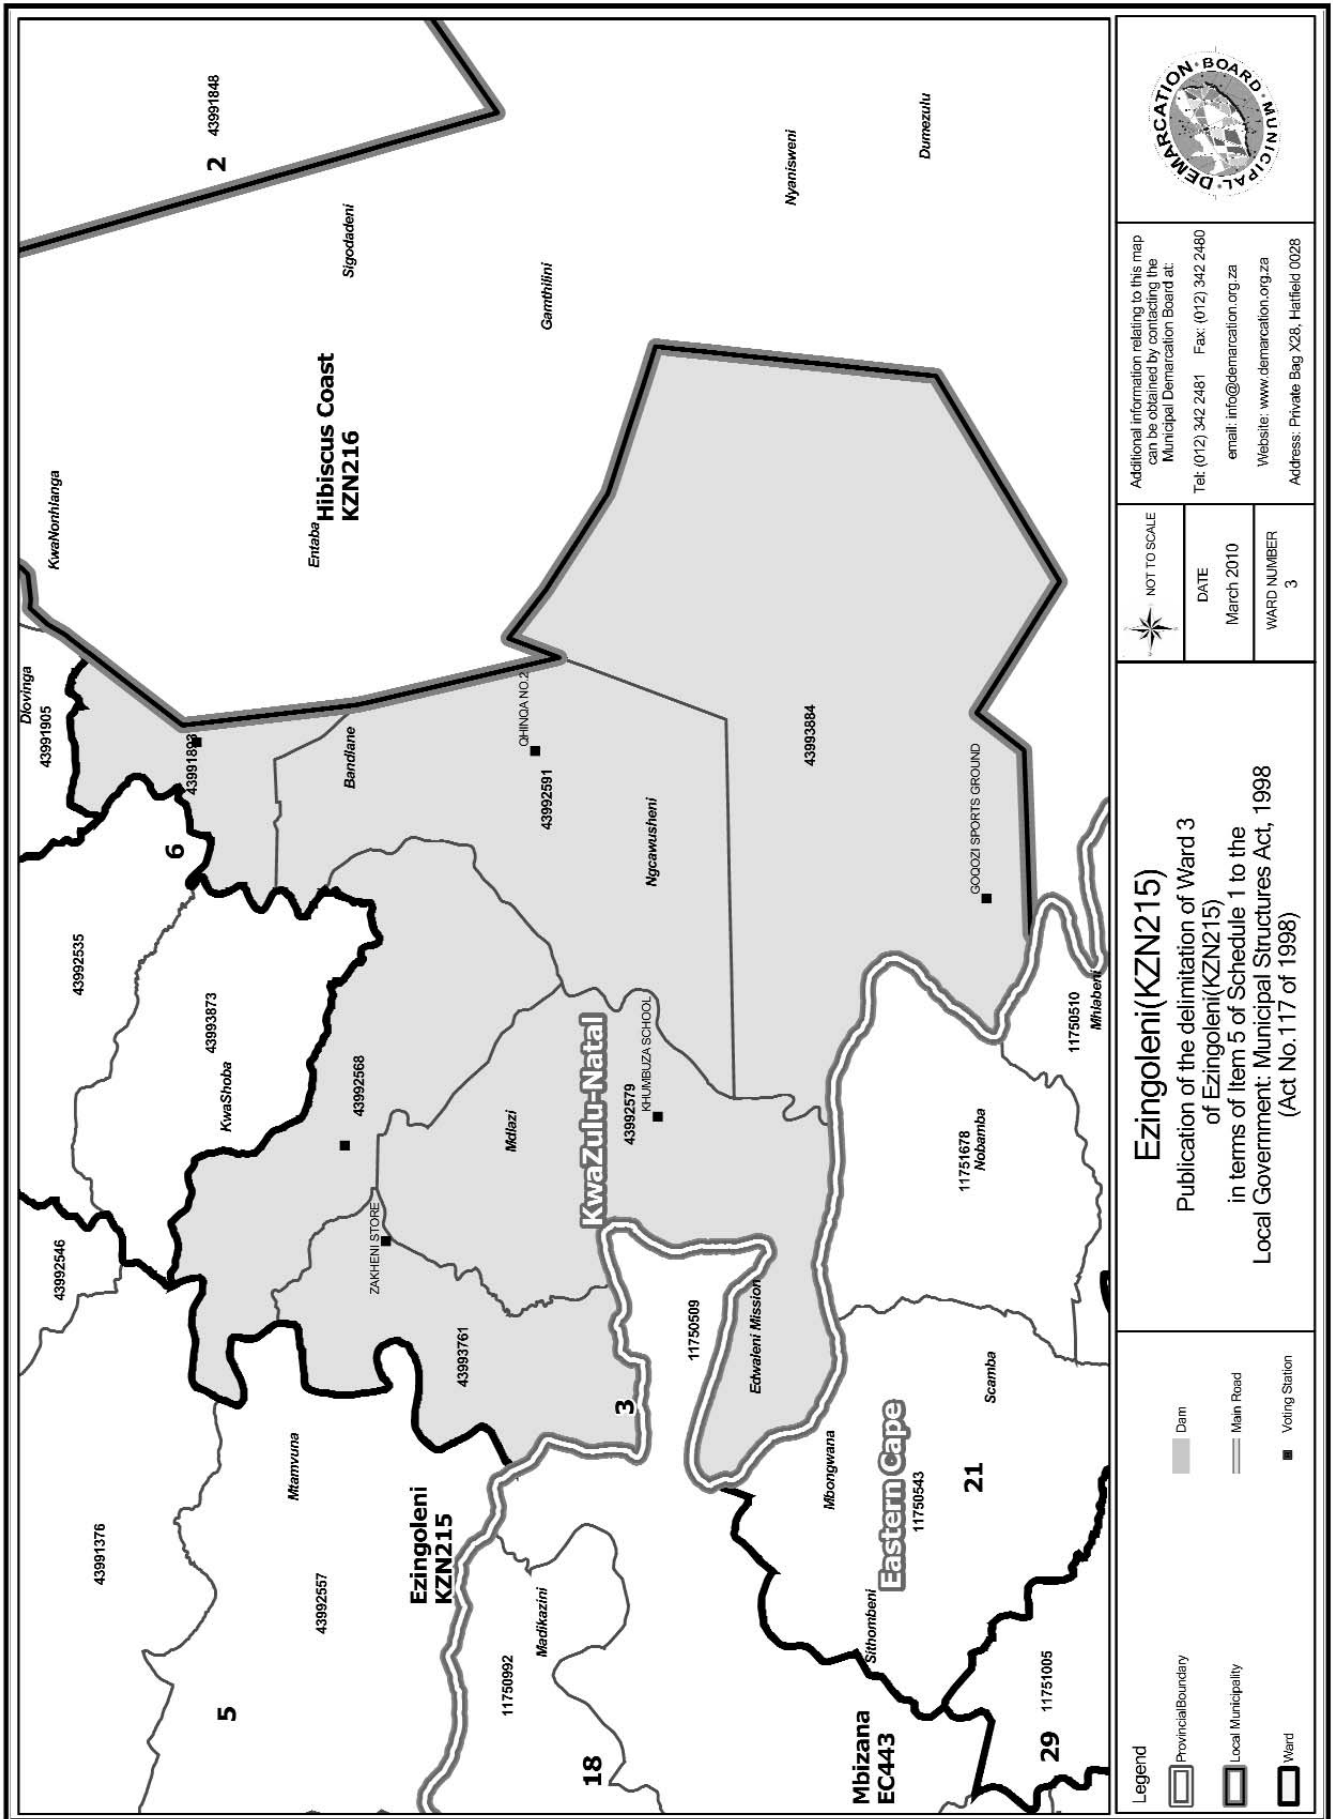 43991848
2
Sigodadeni
Nyanisweni
Dumezulu
Gamthilini
KwaNonhlanga
Entaba
Hibiscus Coast
KZN216
Dlovinga
43991905
43991893
Bandlane
QHINQA NO.2
43992591
Ngcawusheni
43993884
GOQOZI SPORTS GROUND
6
43992535
43993873
KwaShoba
43992568
Mdlazi
KwaZulu-Natal
43992579
KHUMBUZA SCHOOL
11750510
Mhlabeni
11751678
Nobamba
43992546
ZAKHENI STORE
43993761
3
11750509
Edwaleni Mission
Scamba
43991376
Mtamvuna
43992557
5
Ezingoleni
KZN215
11750992
Madikazini
18
Mbongwana
Eastern Cape
11750543
21
Sithombeni
Mbizana
EC443
29
11751005
Legend
ProvincialBoundary
Local Municipality
Ward
Dam
Main Road
Voting Station
Ezingoleni(KZN215)
Publication of the delimitation of Ward 3
of Ezingoleni(KZN215)
in terms of Item 5 of Schedule 1 to the
Local Government: Municipal Structures Act, 1998
(Act No.117 of 1998)
NOT TO SCALE
DATE
March 2010
WARD NUMBER
3
Additional information relating to this map
can be obtained by contacting the
Municipal Demarcation Board at:
Tel: (012) 342 2481 Fax: (012) 342 2480
email: info@demarcation.org.za
Website: www.demarcation.org.za
Address: Private Bag X28, Hatfield 0028
MUNICIPAL DEMARCATION BOARD